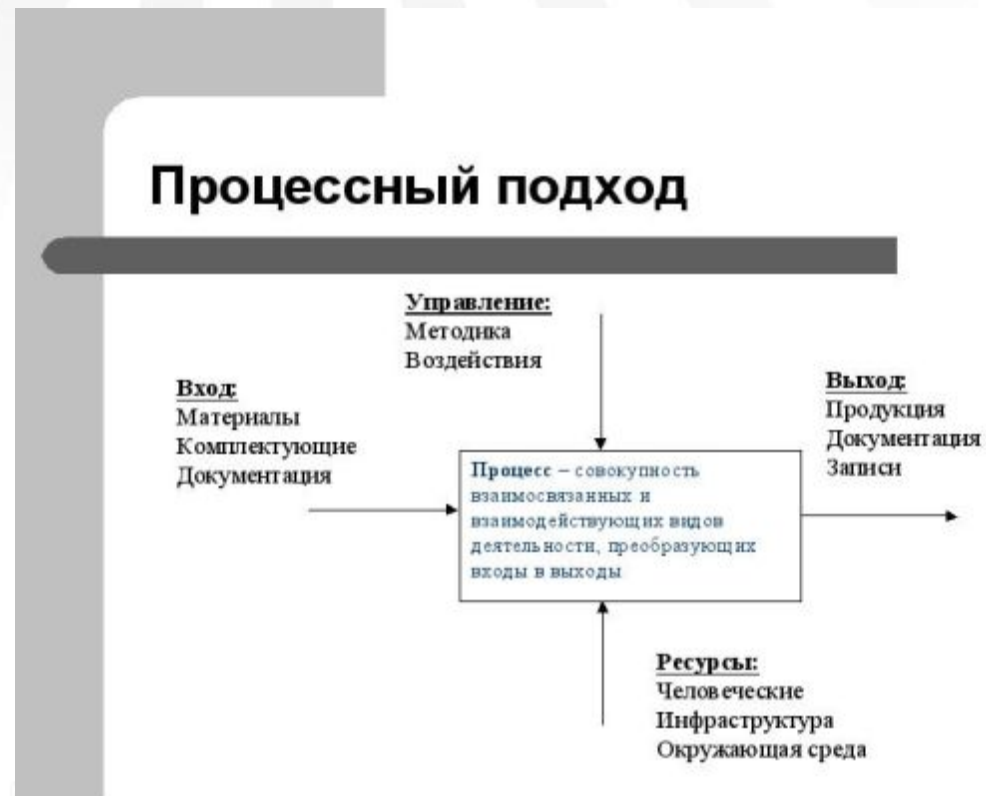 Процессный подход
Управление:
Методика
Воздействия
Вход:
Материалы
Комплектующие
Документация
Выход:
Продукция
Документация
Записи
Процесс – совокупность
взаимосвязанных и
взаимодействующих видов
деятельности, преобразующих
входы в выходы
Ресурсы:
Человеческие
Инфраструктура
Окружающая среда